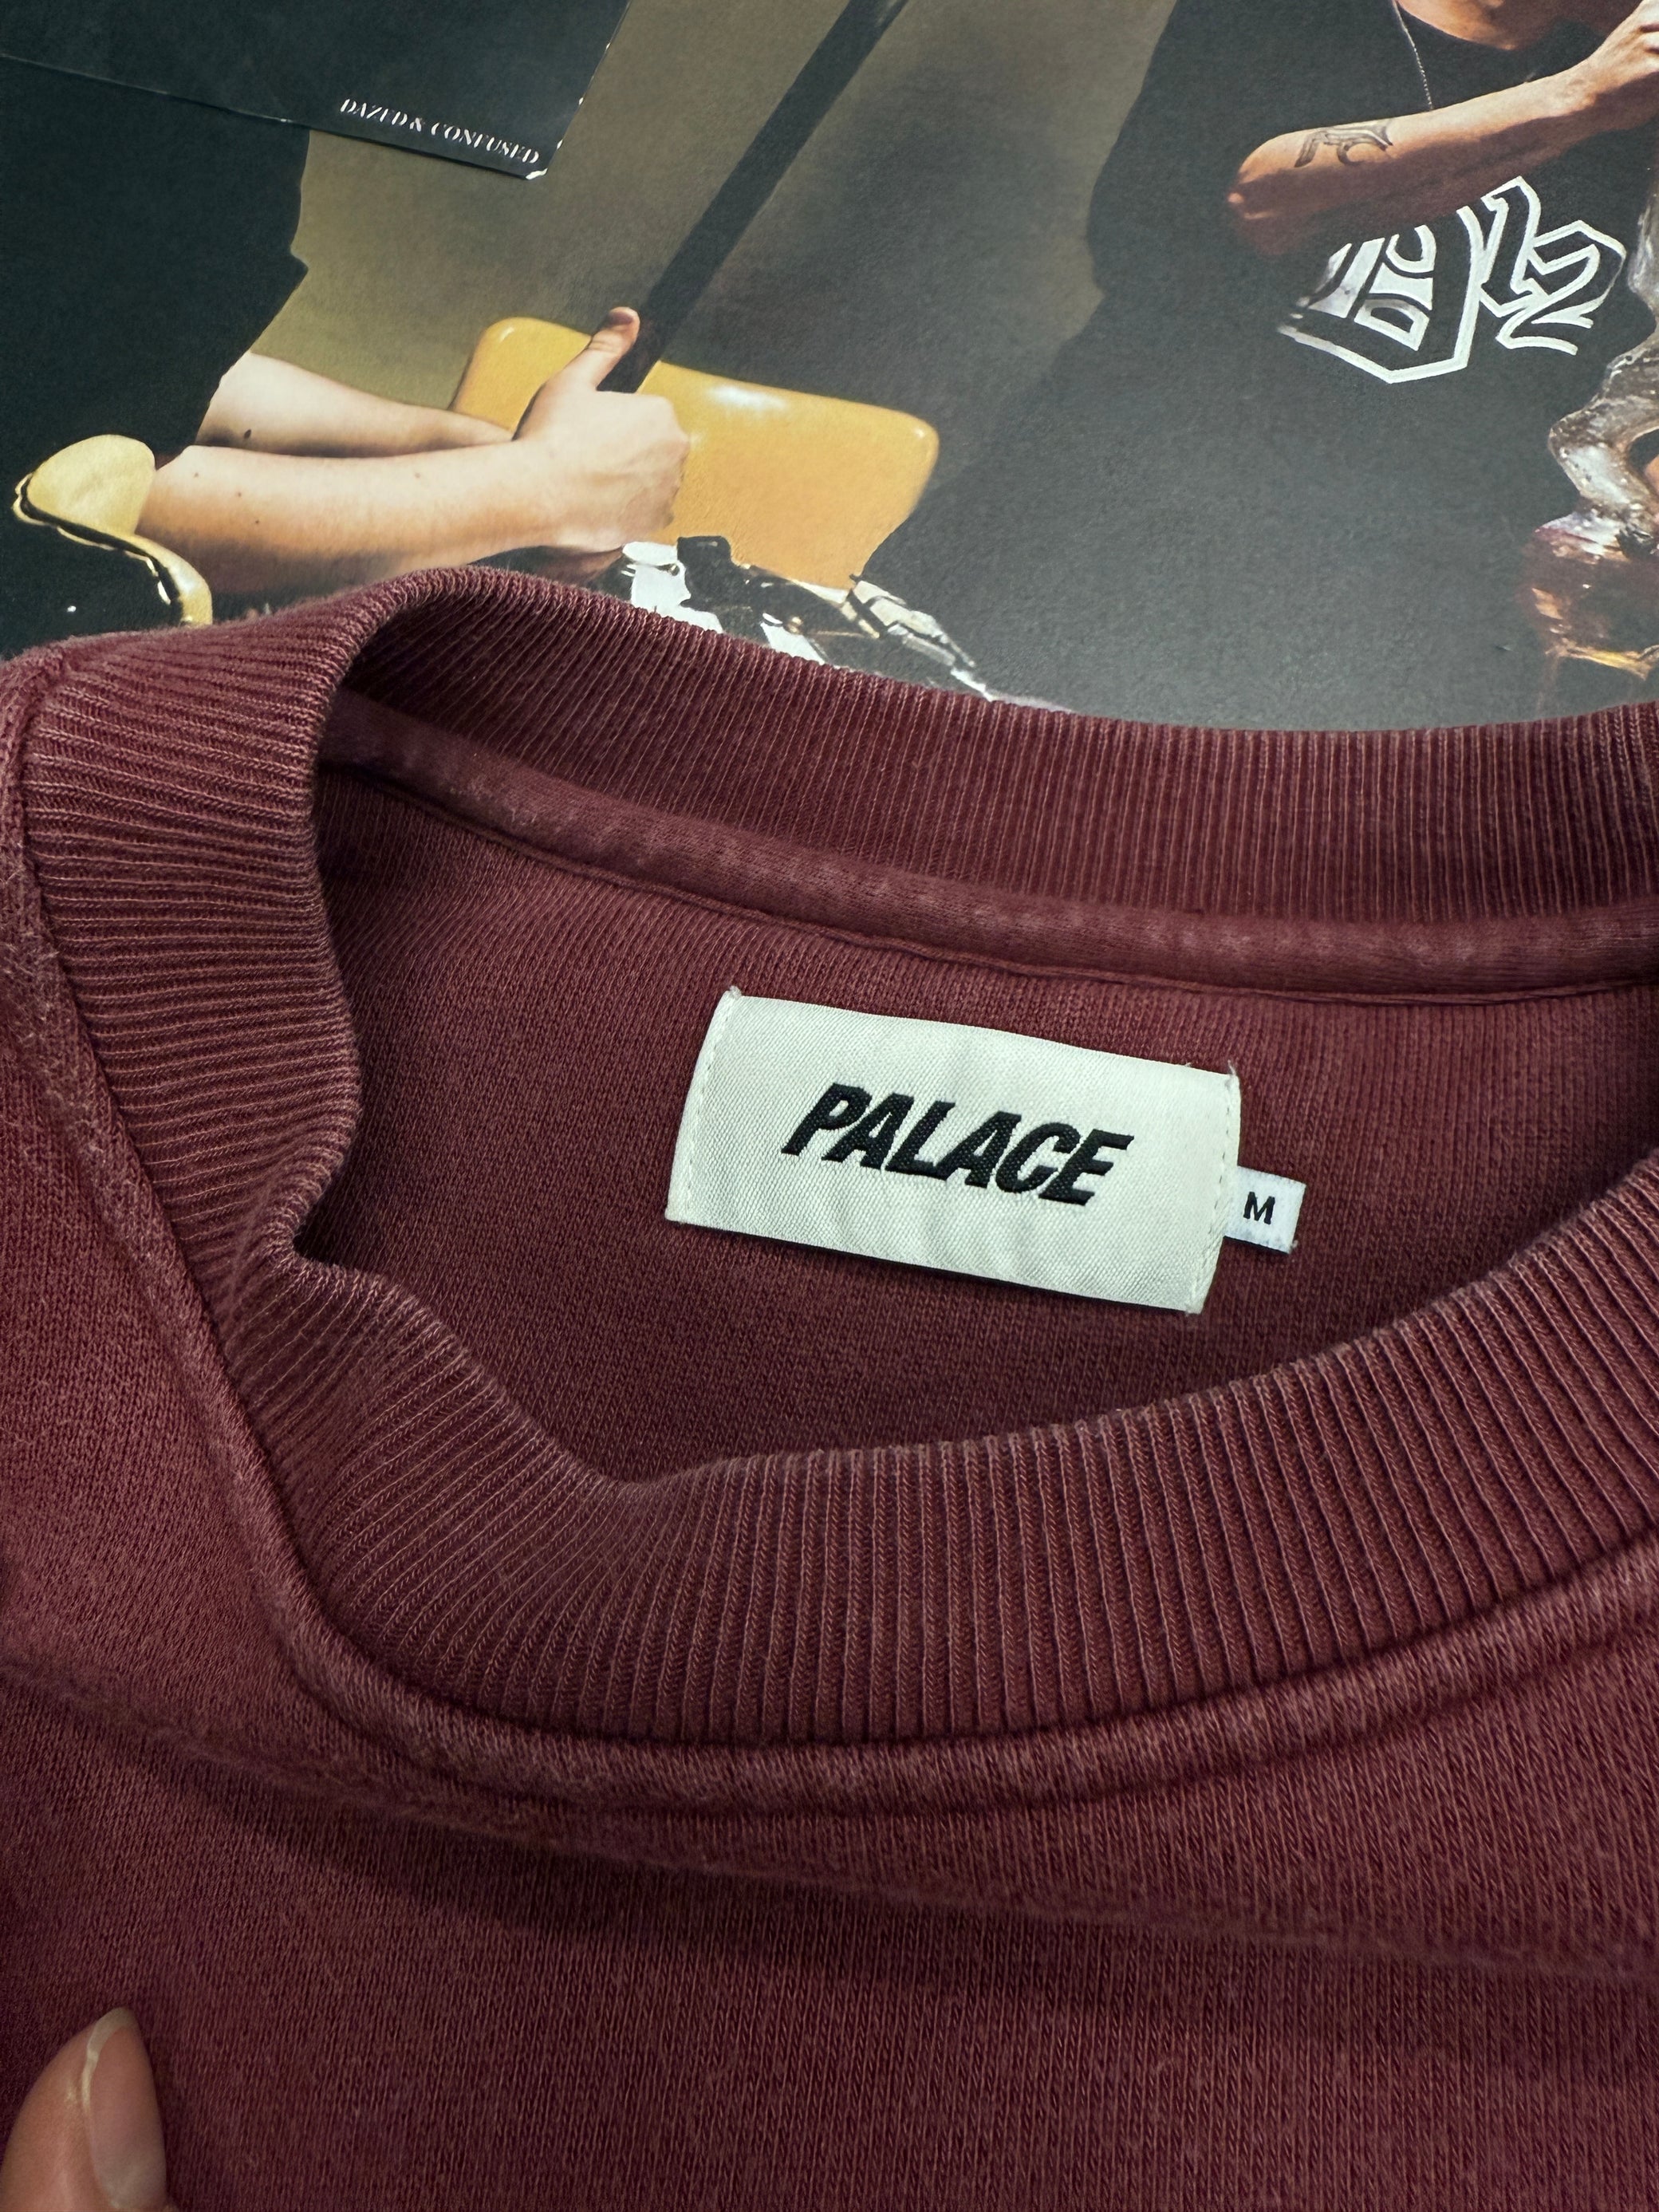 DAZED & CONFUSED
PALACE
M